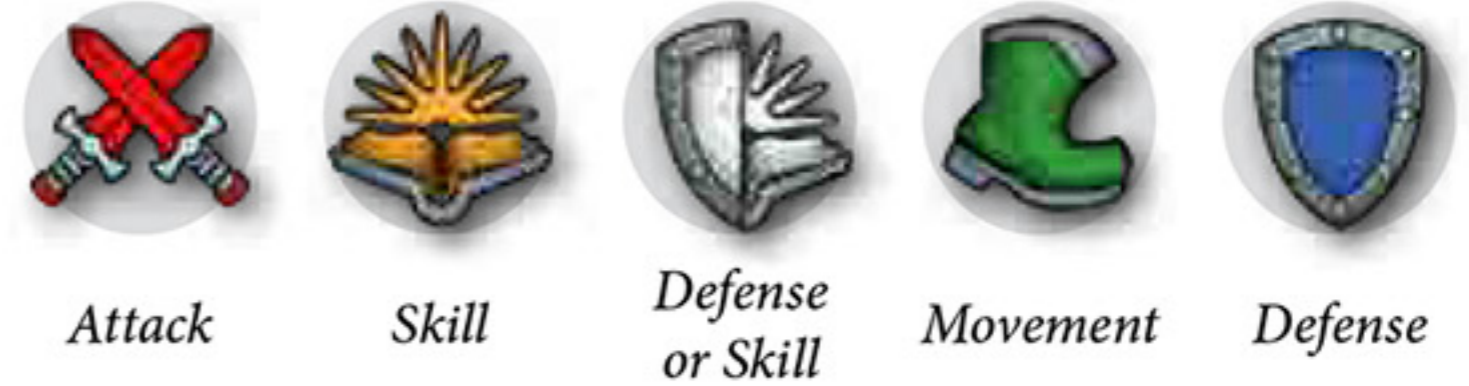 Attack
Skill
Defense
or Skill
Movement
Defense